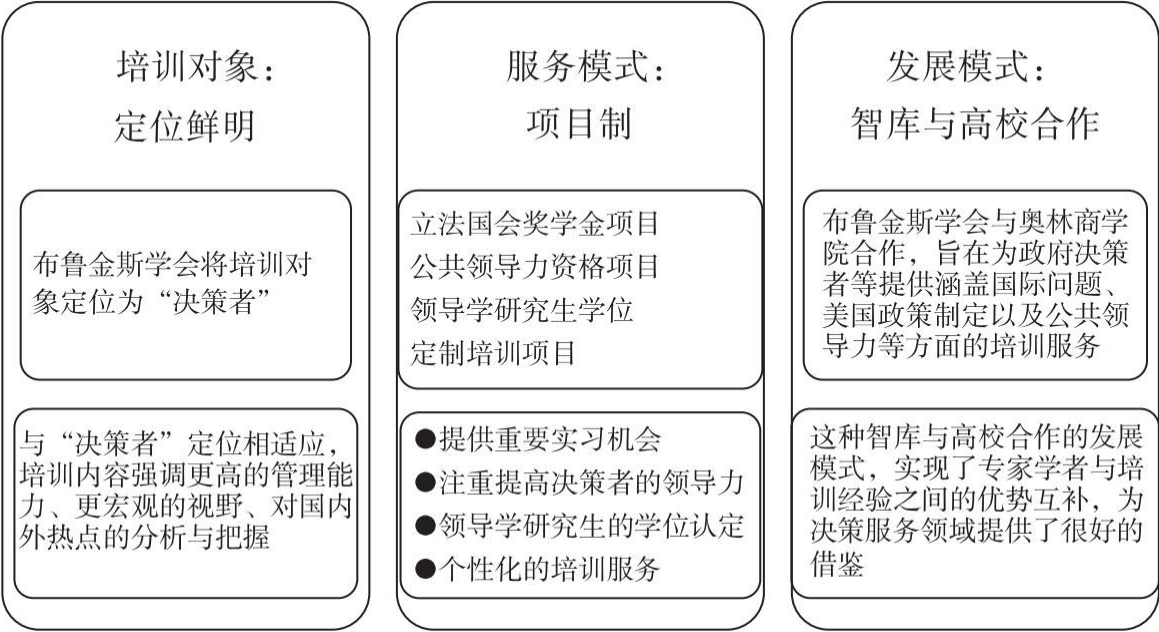 培训对象：
定位鲜明
布鲁金斯学会将培训对
象定位为“决策者”
与“决策者”定位相适应，
培训内容强调更高的管理能
力、更宏观的视野、对国内
外热点的分析与把握
服务模式：
项目制
立法国会奖学金项目
公共领导力资格项目
领导学研究生学位
定制培训项目
●提供重要实习机会
●注重提高决策者的领导力
●领导学研究生的学位认定
●个性化的培训服务
发展模式：
智库与高校合作
布鲁金斯学会与奥林商学
院合作，旨在为政府决策
者等提供涵盖国际问题、
美国政策制定以及公共领
导力等方面的培训服务
这种智库与高校合作的发展
模式，实现了专家学者与培
训经验之间的优势互补，为
决策服务领域提供了很好的
借鉴